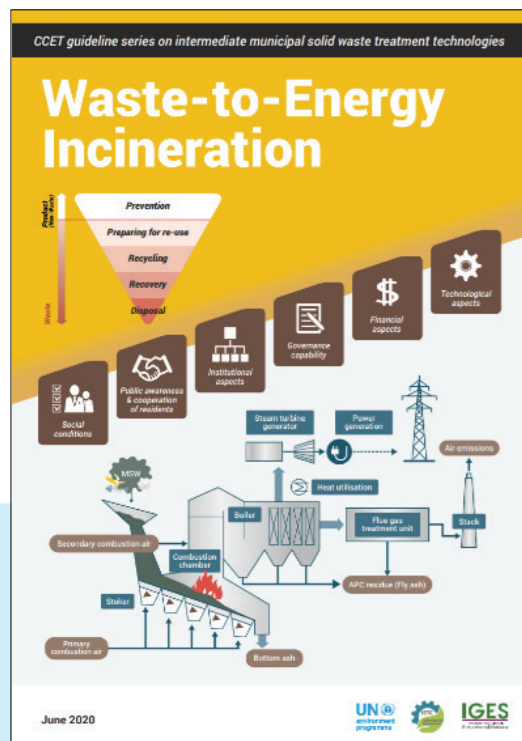 CCET guideline series on intermediate municipal solid waste treatment technologies
Waste-to-Energy
Incineration
Product
(Non-Waste)
Waste
Prevention
Preparing for re-use
Recycling
Recovery
Disposal
Social
conditions
Public awareness
& cooperation
of residents
Institutional
aspects
Governance
capability
Financial
aspects
Technological
aspects
Steam turbine
generator
Power
generation
Air emissions
MSW
Heat utilisation
Boiler
Flue gas
treatment unit
Stack
Secondary combustion air
Combustion
chamber
Stoker
APC residue (Fly ash)
Primary
combustion air
Bottom ash
June 2020
UN
environment
programme
IGES